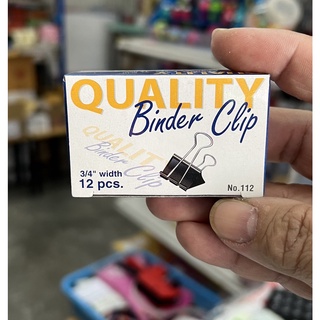 QUALITY
Binder Clip
QUALITY
Binder Clip
3/4" width
12 pcs.
No.112